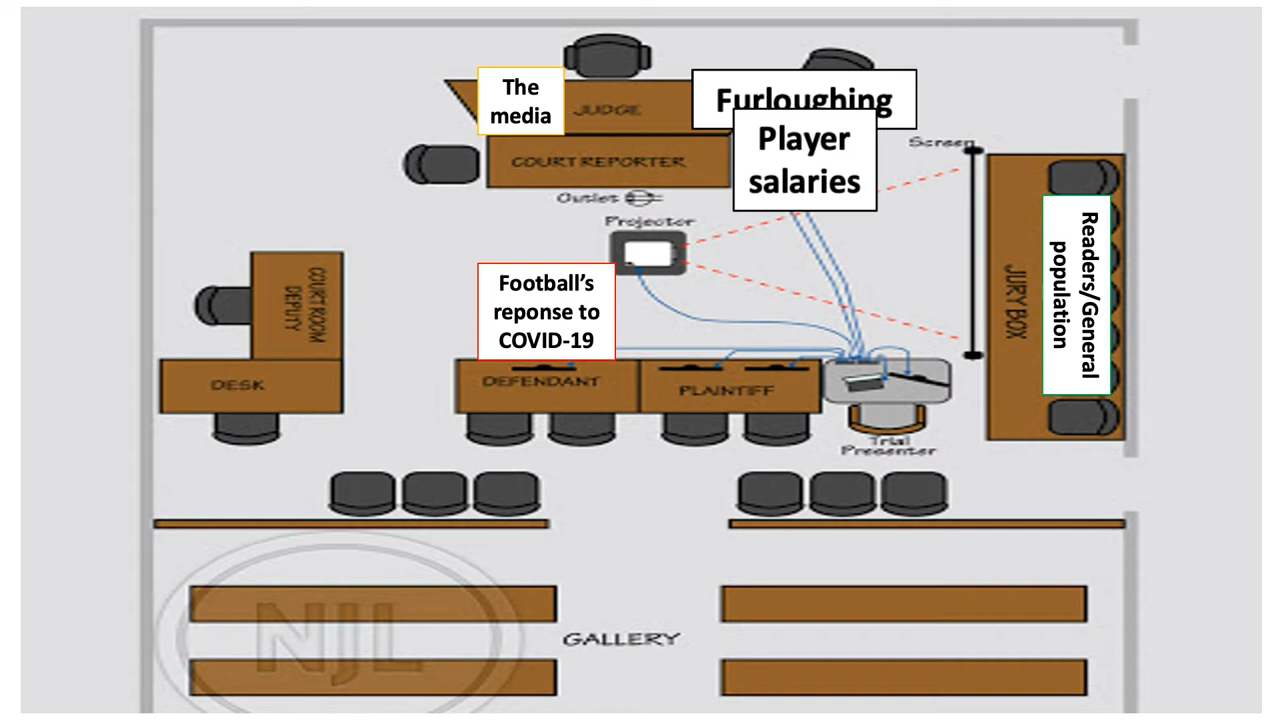 The
media
JUDGE
Furloughing
Player
salaries
COURT REPORTER
Screen
Outlet
Projector
Football’s
reponse to
COVID-19
COURT ROOM
DEPUTY
JURY BOX
Readers/General
population
DESK
DEFENDANT
PLAINTIFF
Trial
Presenter
GALLERY
NJL